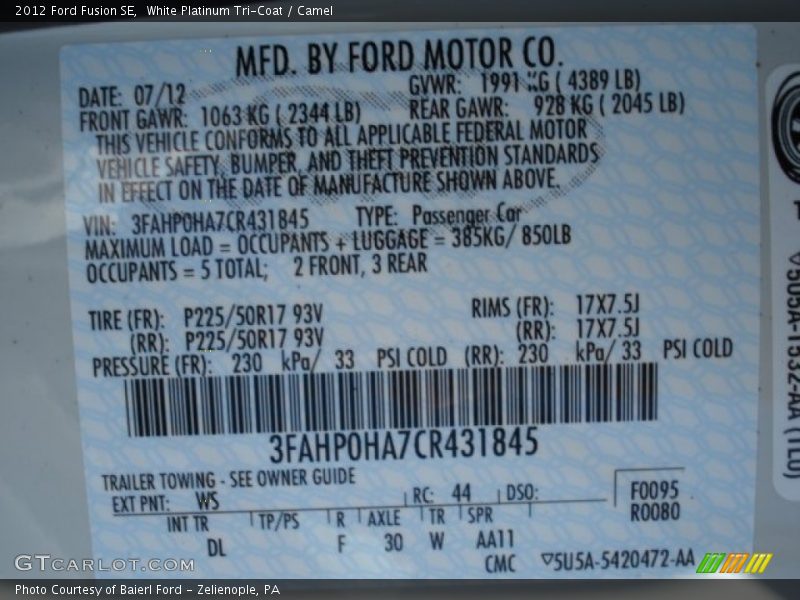 2012 Ford Fusion SE, White Platinum Tri-Coat / Camel
MFD. BY FORD MOTOR CO.
DATE: 07/12 GVWR: 1991 KG ( 4389 LB)
FRONT GAWR: 1063 KG ( 2344 LB) REAR GAWR: 928 KG ( 2045 LB)
THIS VEHICLE CONFORMS TO ALL APPLICABLE FEDERAL MOTOR
VEHICLE SAFETY, BUMPER, AND THEFT PREVENTION STANDARDS
IN EFFECT ON THE DATE OF MANUFACTURE SHOWN ABOVE.
VIN: 3FAHP0HA7CR431845 TYPE: Passenger Car
MAXIMUM LOAD = OCCUPANTS + LUGGAGE = 385KG/ 850LB
OCCUPANTS = 5 TOTAL; 2 FRONT, 3 REAR
TIRE (FR): P225/50R17 93V RIMS (FR): 17X7.5J
(RR): P225/50R17 93V (RR): 17X7.5J
PRESSURE (FR): 230 kPa/ 33 PSI COLD (RR): 230 kPa/ 33 PSI COLD
3FAHP0HA7CR431845
TRAILER TOWING - SEE OWNER GUIDE
EXT PNT: WS RC: 44 DSO: F0095
R0080
INT TR TP/PS R AXLE TR SPR
DL F 30 W AA11
CMC ▽5U5A-5420472-AA
GTCarLot.com
Photo Courtesy of Baierl Ford - Zelienople, PA